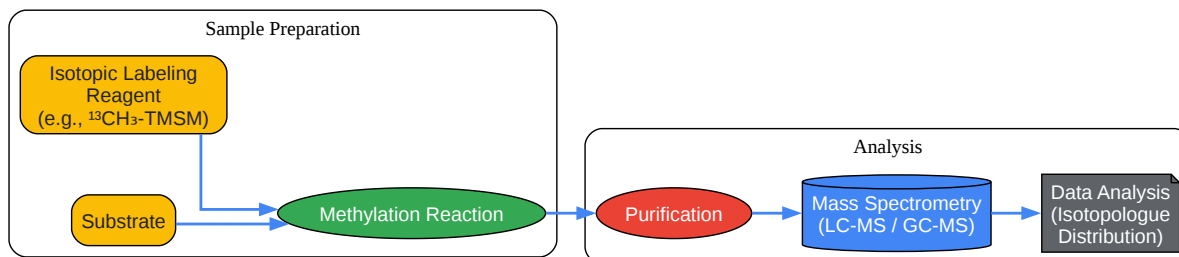 Sample Preparation
Isotopic Labeling
Reagent
(e.g., ¹³CH₃-TMSM)
Substrate
Methylation Reaction
Analysis
Purification
Mass Spectrometry
(LC-MS / GC-MS)
Data Analysis
(Isotopologue
Distribution)